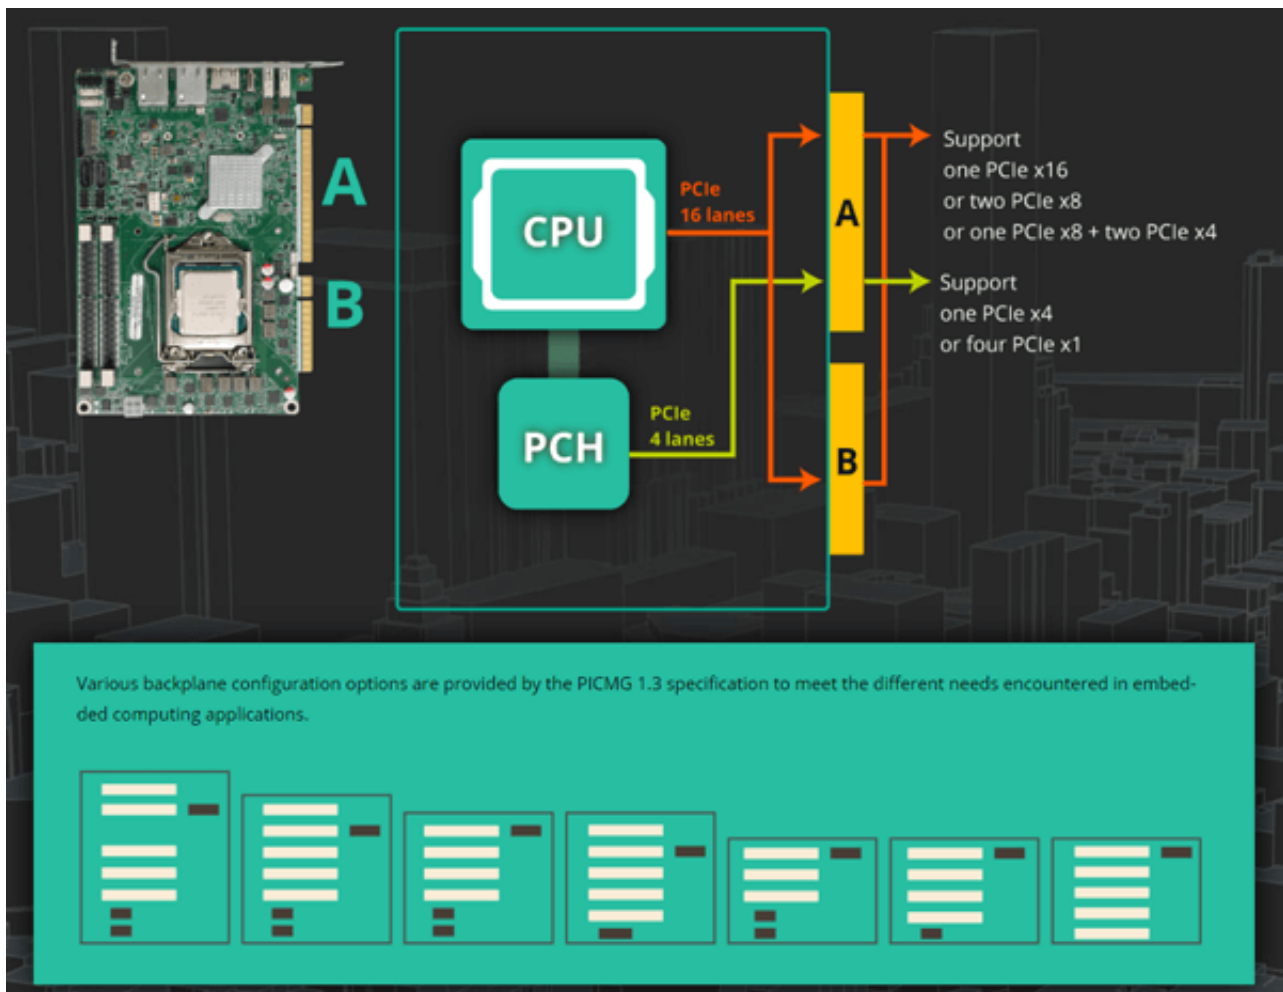 A
B
CPU
PCH
PCIe
16 lanes
PCIe
4 lanes
A
B
Support
one PCIe x16
or two PCIe x8
or one PCIe x8 + two PCIe x4
Support
one PCIe x4
or four PCIe x1
Various backplane configuration options are provided by the PICMG 1.3 specification to meet the different needs encountered in embed-
ded computing applications.